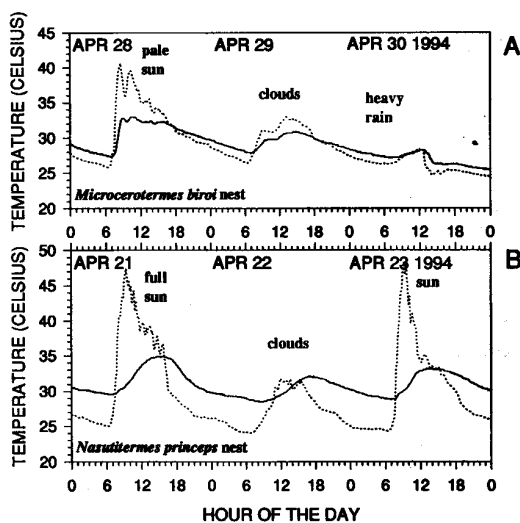 APR 28 APR 29 APR 30 1994 A
pale sun
clouds
heavy rain
TEMPERATURE (CELSIUS)
45
40
35
30
25
20
Microcerotermes biroi nest
0 6 12 18 0 6 12 18 0 6 12 18 0
APR 21 APR 22 APR 23 1994 B
full sun
clouds
sun
TEMPERATURE (CELSIUS)
50
45
40
35
30
25
20
Nasutitermes princeps nest
0 6 12 18 0 6 12 18 0 6 12 18 0
HOUR OF THE DAY